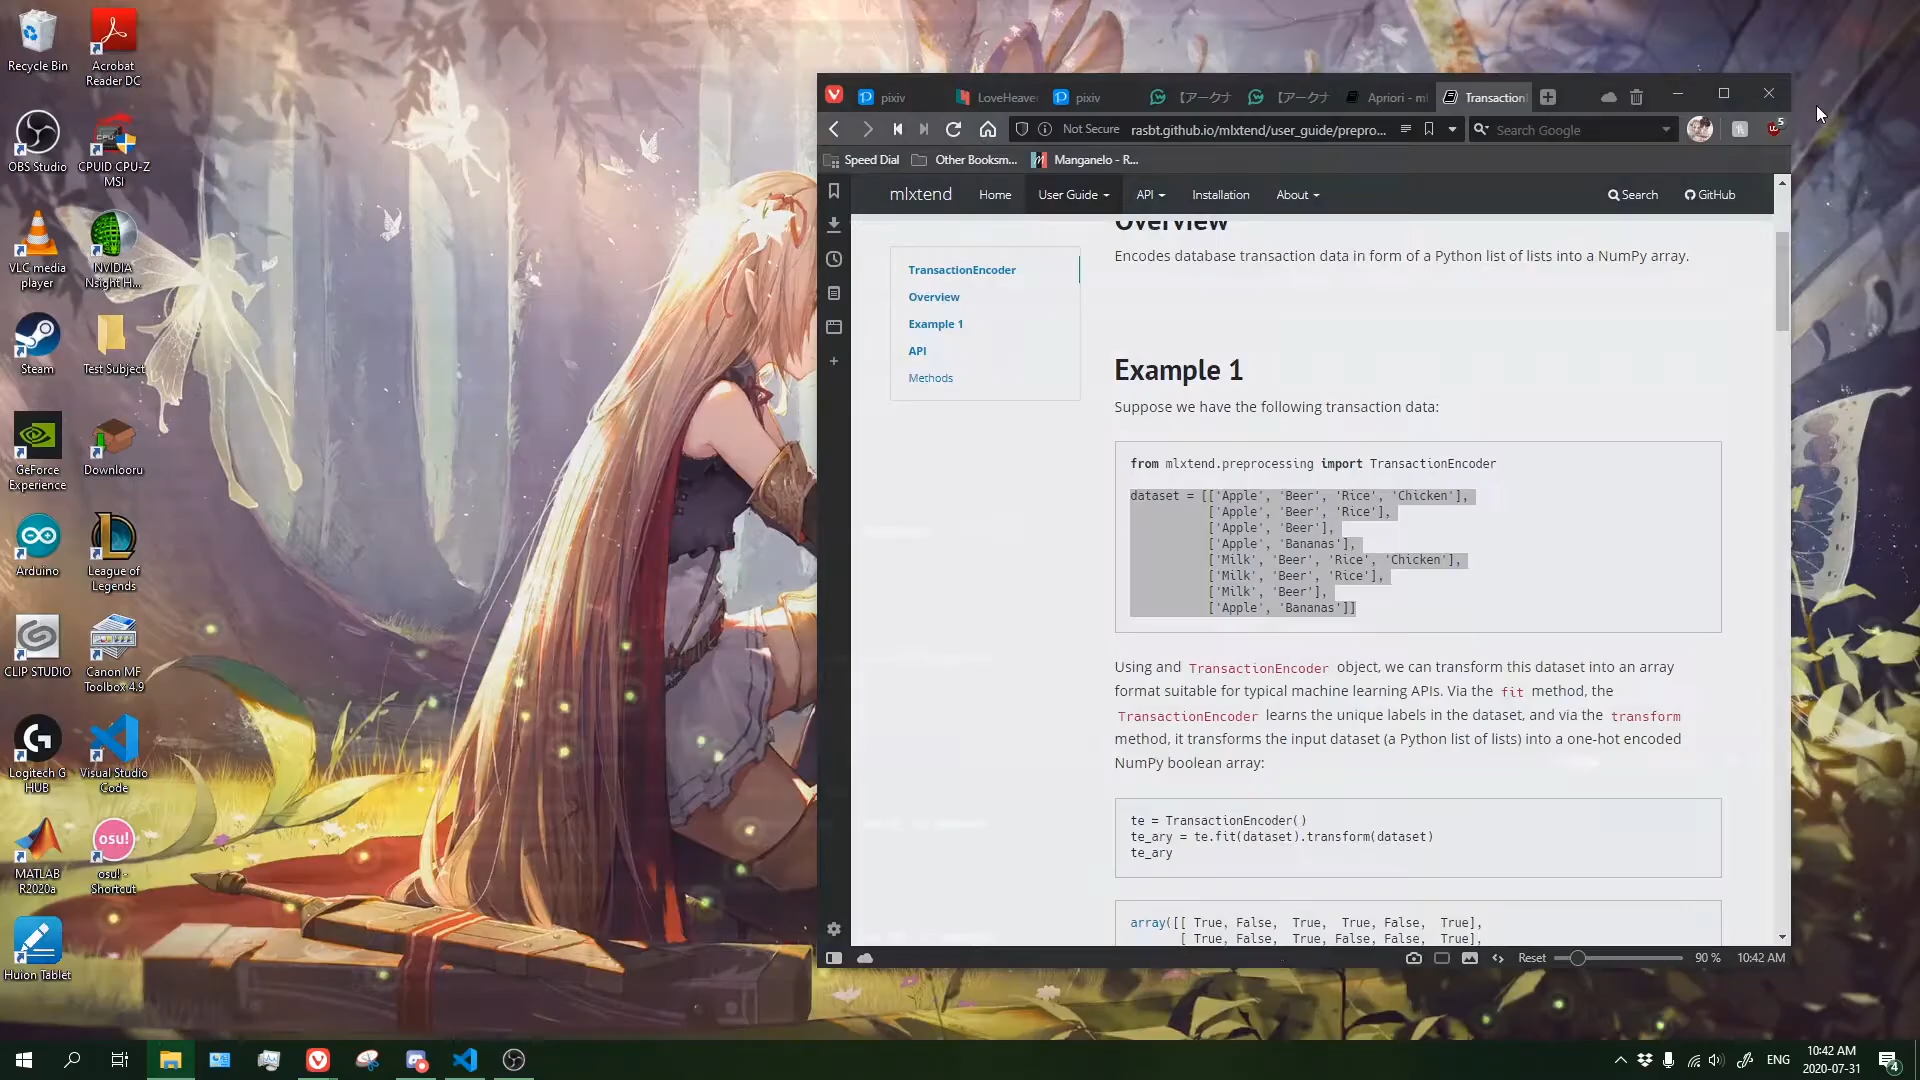 Recycle Bin
Acrobat
Reader DC
OBS Studio
CPUID CPU-Z
MSI
VLC media
player
NVIDIA
Nsight H...
Steam
Test Subject
GeForce
Experience
Downlooru
Arduino
League of
Legends
CLIP STUDIO
Canon MF
Toolbox 4.9
Logitech G
HUB
Visual Studio
Code
MATLAB
R2020a
osu!
osu! -
Shortcut
Huion Tablet
pixiv
LoveHeave
pixiv
【アークナ
【アークナ
Apriori - ml
Transaction
Not Secure
rasbt.github.io/mlxtend/user_guide/prepro...
Search Google
5
Speed Dial
Other Booksm...
Manganelo - R...
mlxtend
Home
User Guide
API
Installation
About
Search
GitHub
TransactionEncoder
Overview
Example 1
API
Methods
Overview
Encodes database transaction data in form of a Python list of lists into a NumPy array.
Example 1
Suppose we have the following transaction data:
from mlxtend.preprocessing import TransactionEncoder
dataset = [['Apple', 'Beer', 'Rice', 'Chicken'],
['Apple', 'Beer', 'Rice'],
['Apple', 'Beer'],
['Apple', 'Bananas'],
['Milk', 'Beer', 'Rice', 'Chicken'],
['Milk', 'Beer', 'Rice'],
['Milk', 'Beer'],
['Apple', 'Bananas']]
Using and TransactionEncoder object, we can transform this dataset into an array
format suitable for typical machine learning APIs. Via the fit method, the
TransactionEncoder learns the unique labels in the dataset, and via the transform
method, it transforms the input dataset (a Python list of lists) into a one-hot encoded
NumPy boolean array:
te = TransactionEncoder()
te_ary = te.fit(dataset).transform(dataset)
te_ary
array([[ True, False, True, True, False, True],
[ True, False, True, False, False, True],
Reset
90 %
10:42 AM
ENG
10:42 AM
2020-07-31
4